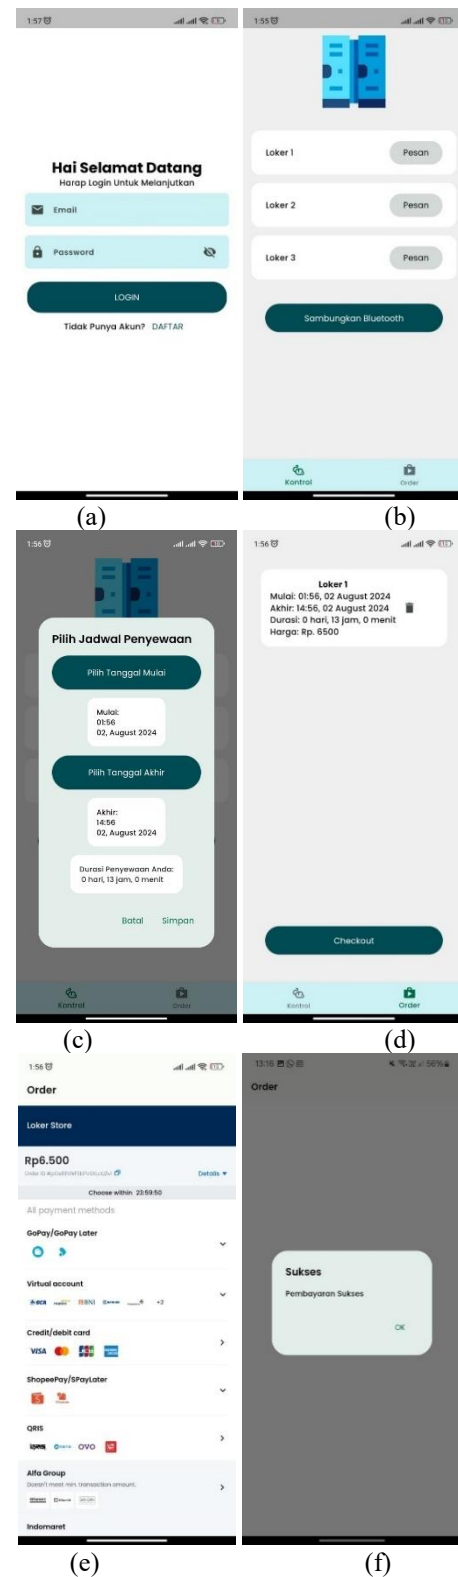 1:57
Hai Selamat Datang
Harap Login Untuk Melanjutkan
Email
Password
LOGIN
Tidak Punya Akun? DAFTAR
(a)
1:55
Loker 1 Pesan
Loker 2 Pesan
Loker 3 Pesan
Sambungkan Bluetooth
Kontrol Order
(b)
1:56
Pilih Jadwal Penyewaan
Pilih Tanggal Mulai
Mulai:
01:56
02, August 2024
Pilih Tanggal Akhir
Akhir:
14:56
02, August 2024
Durasi Penyewaan Anda:
0 hari, 13 jam, 0 menit
Batal Simpan
Kontrol Order
(c)
1:56
Loker 1
Mulai: 01:56, 02 August 2024
Akhir: 14:56, 02 August 2024
Durasi: 0 hari, 13 jam, 0 menit
Harga: Rp. 6500
Checkout
Kontrol Order
(d)
1:56
Order
Loker Store
Rp6.500
Order ID
Details
Choose within 23:59:50
All payment methods
GoPay/GoPay Later
Virtual account
BCA BNI +2
Credit/debit card
VISA JCB
ShopeePay/SPayLater
QRIS
OVO
Alfa Group
Doesn't meet min. transaction amount.
Indomaret
(e)
13:16 56%
Order
Sukses
Pembayaran Sukses
OK
(f)